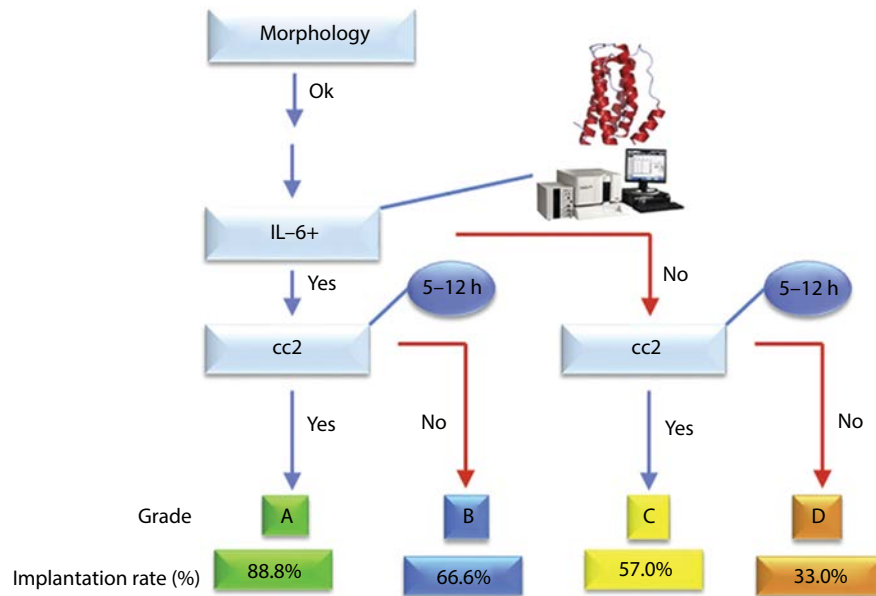 Morphology
Ok
IL–6+
Yes
No
5–12 h
5–12 h
cc2
cc2
Yes
No
Yes
No
Grade
A
B
C
D
Implantation rate (%)
88.8%
66.6%
57.0%
33.0%